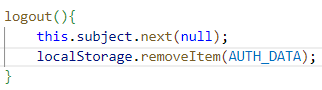 logout(){
this.subject.next(null);
localStorage.removeItem(AUTH_DATA);
}